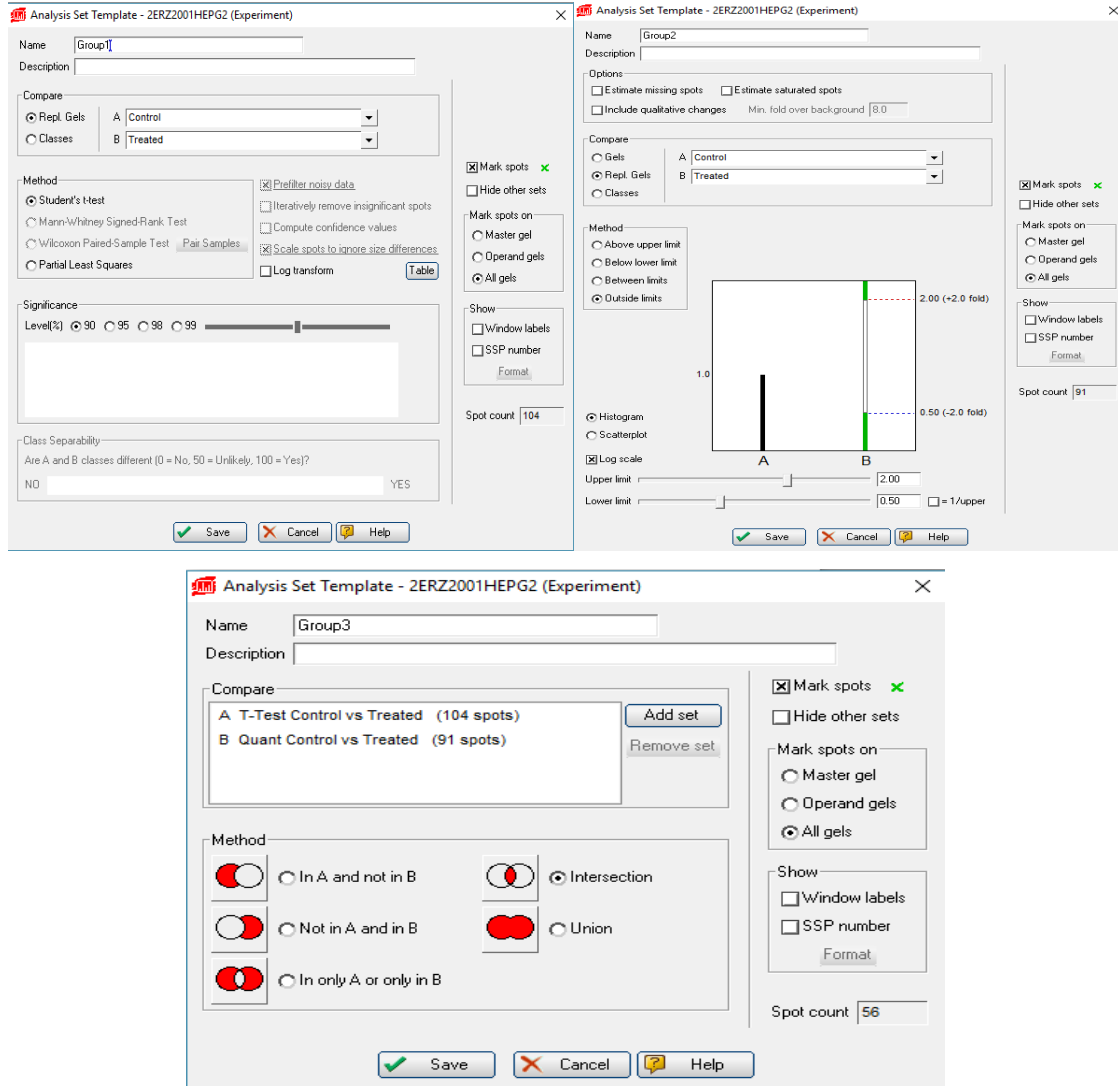 Analysis Set Template - 2ERZ2001HEPG2 (Experiment)
Name Group1
Description
Compare
Repl. Gels A Control
Classes B Treated
Method
Student's t-test
Mann-Whitney Signed-Rank Test
Wilcoxon Paired-Sample Test Pair Samples
Partial Least Squares
Prefilter noisy data
Iteratively remove insignificant spots
Compute confidence values
Scale spots to ignore size differences
Log transform Table
Significance
Level(%) 90 95 98 99
Class Separability
Are A and B classes different (0 = No, 50 = Unlikely, 100 = Yes)?
NO YES
Mark spots
Hide other sets
Mark spots on
Master gel
Operand gels
All gels
Show
Window labels
SSP number
Format
Spot count 104
Save Cancel Help
Analysis Set Template - 2ERZ2001HEPG2 (Experiment)
Name Group2
Description
Options
Estimate missing spots Estimate saturated spots
Include qualitative changes Min. fold over background 8.0
Compare
Gels A Control
Repl. Gels B Treated
Classes
Method
Above upper limit
Below lower limit
Between limits
Outside limits
2.00 (+2.0 fold)
1.0
0.50 (-2.0 fold)
A B
Histogram
Scatterplot
Log scale
Upper limit 2.00
Lower limit 0.50 = 1/upper
Mark spots
Hide other sets
Mark spots on
Master gel
Operand gels
All gels
Show
Window labels
SSP number
Format
Spot count 91
Save Cancel Help
Analysis Set Template - 2ERZ2001HEPG2 (Experiment)
Name Group3
Description
Compare
A T-Test Control vs Treated (104 spots)
B Quant Control vs Treated (91 spots)
Add set
Remove set
Method
In A and not in B Intersection
Not in A and in B Union
In only A or only in B
Mark spots
Hide other sets
Mark spots on
Master gel
Operand gels
All gels
Show
Window labels
SSP number
Format
Spot count 56
Save Cancel Help